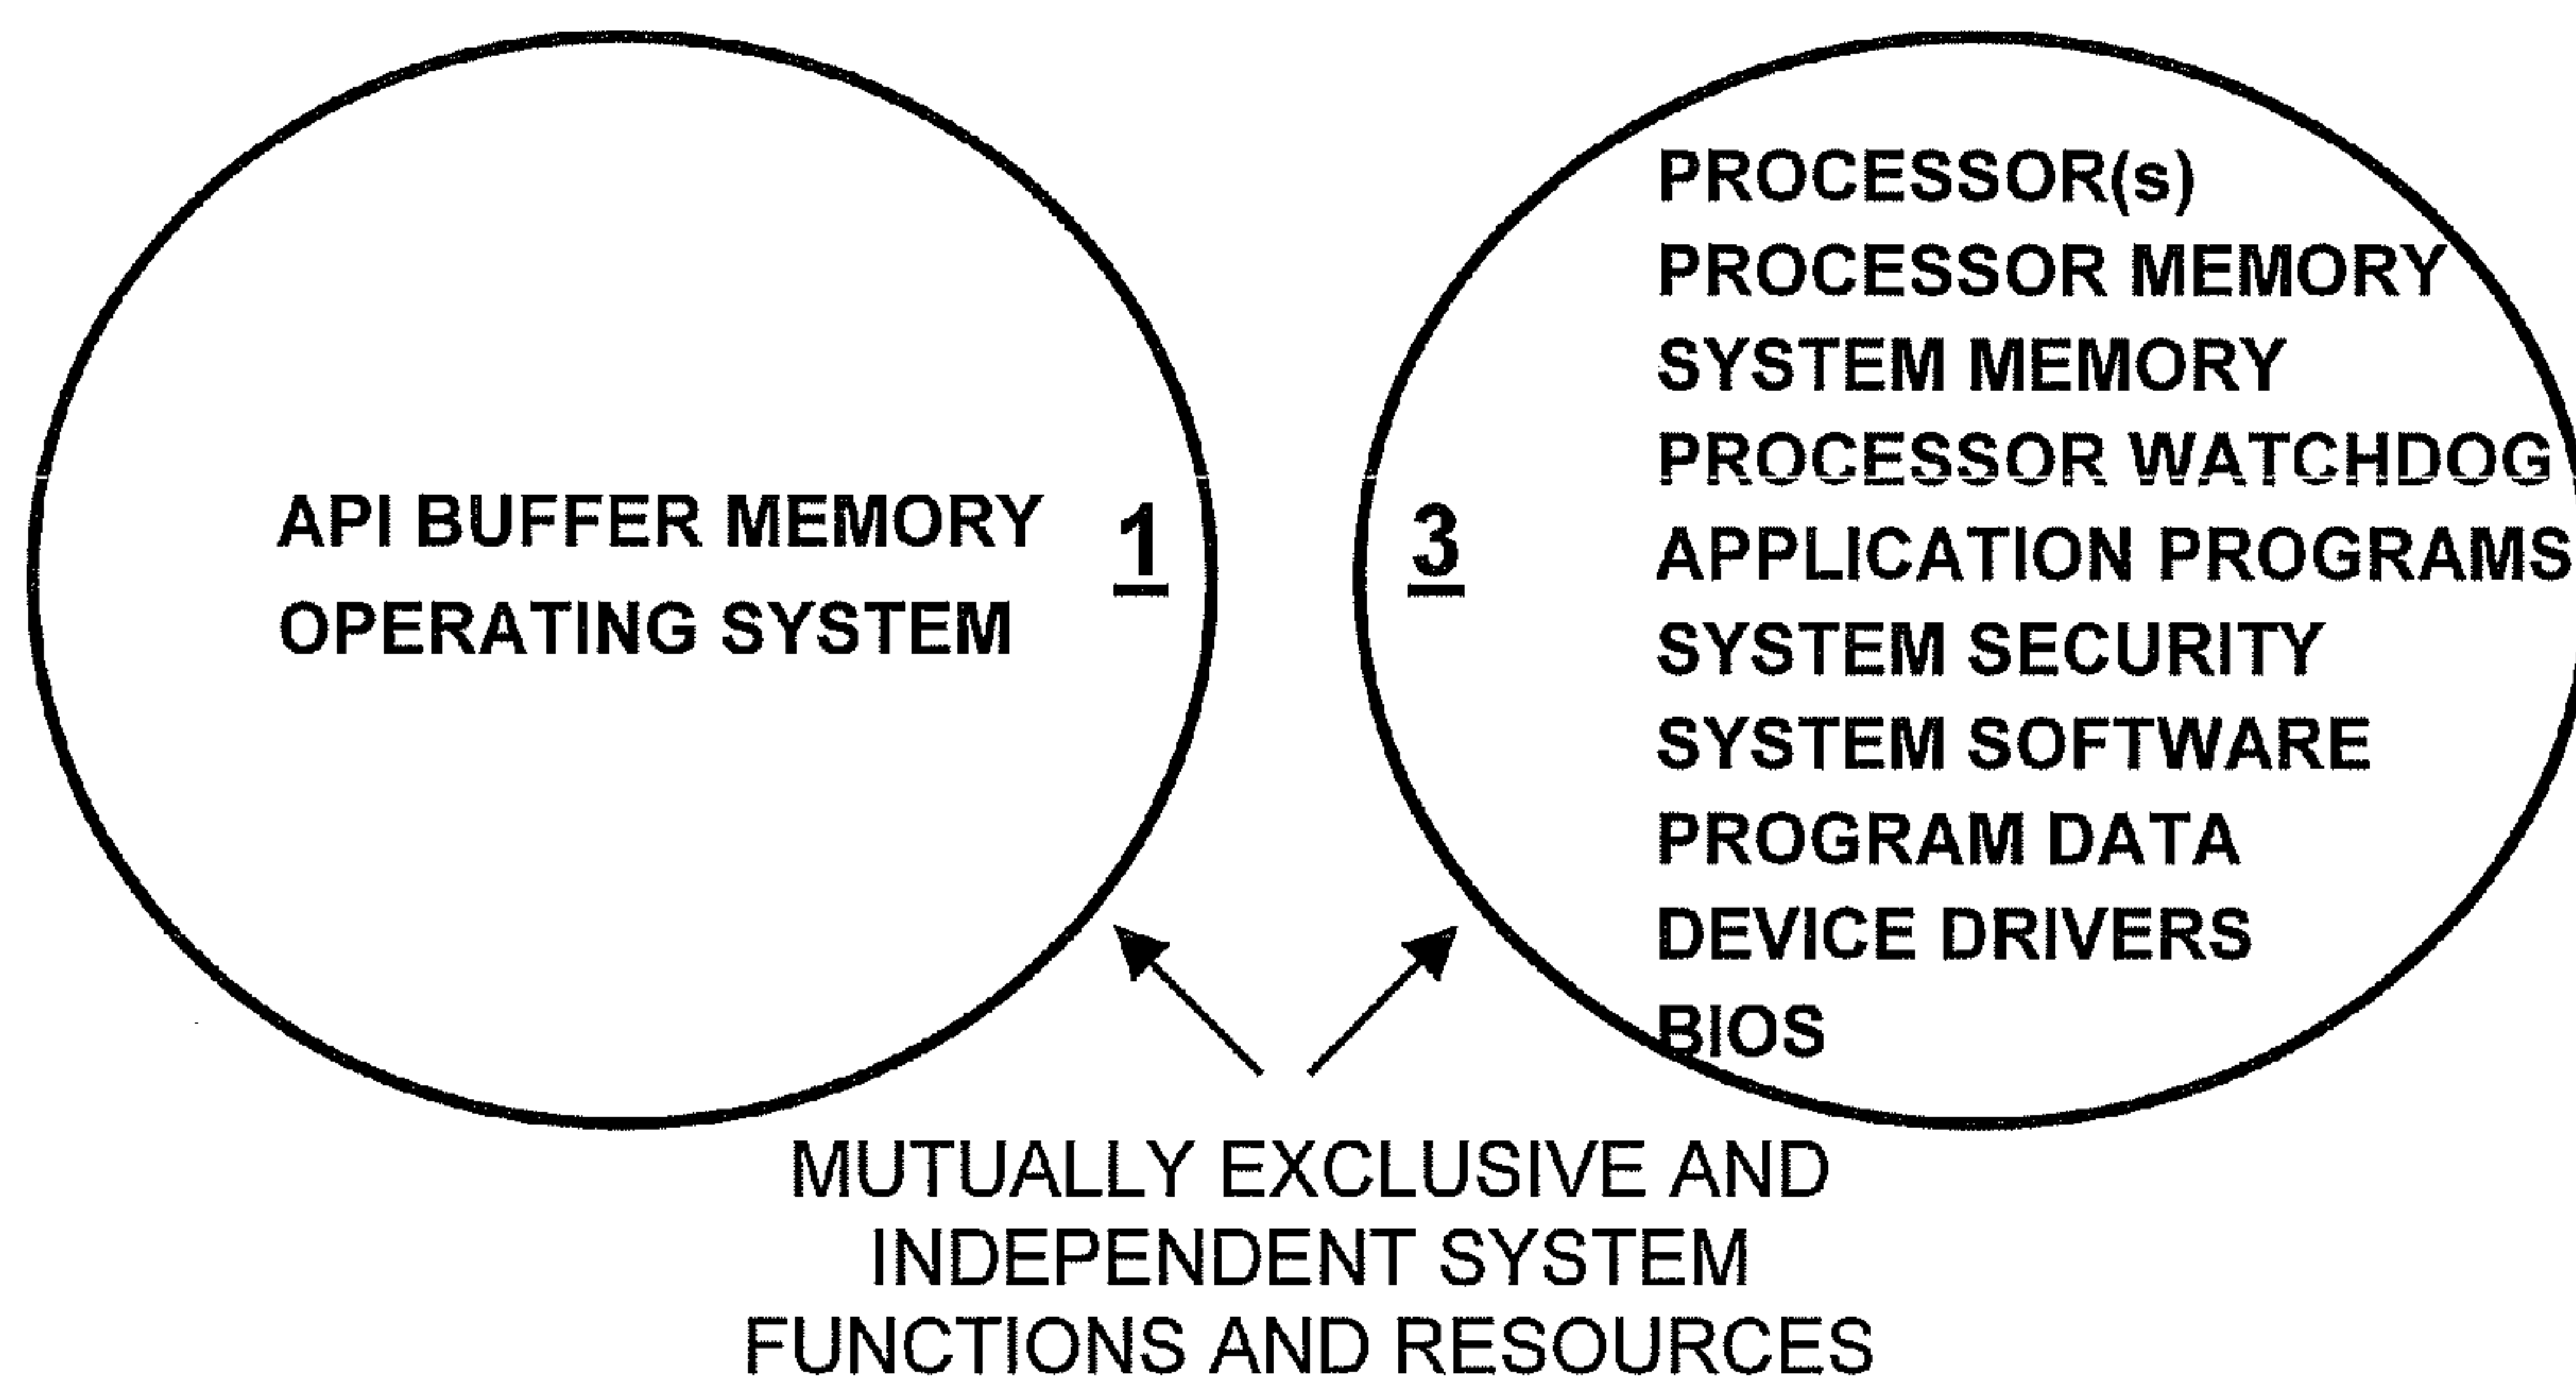 API BUFFER MEMORY
OPERATING SYSTEM
1
3
PROCESSOR(s)
PROCESSOR MEMORY
SYSTEM MEMORY
PROCESSOR WATCHDOG
APPLICATION PROGRAMS
SYSTEM SECURITY
SYSTEM SOFTWARE
PROGRAM DATA
DEVICE DRIVERS
BIOS
MUTUALLY EXCLUSIVE AND
INDEPENDENT SYSTEM
FUNCTIONS AND RESOURCES